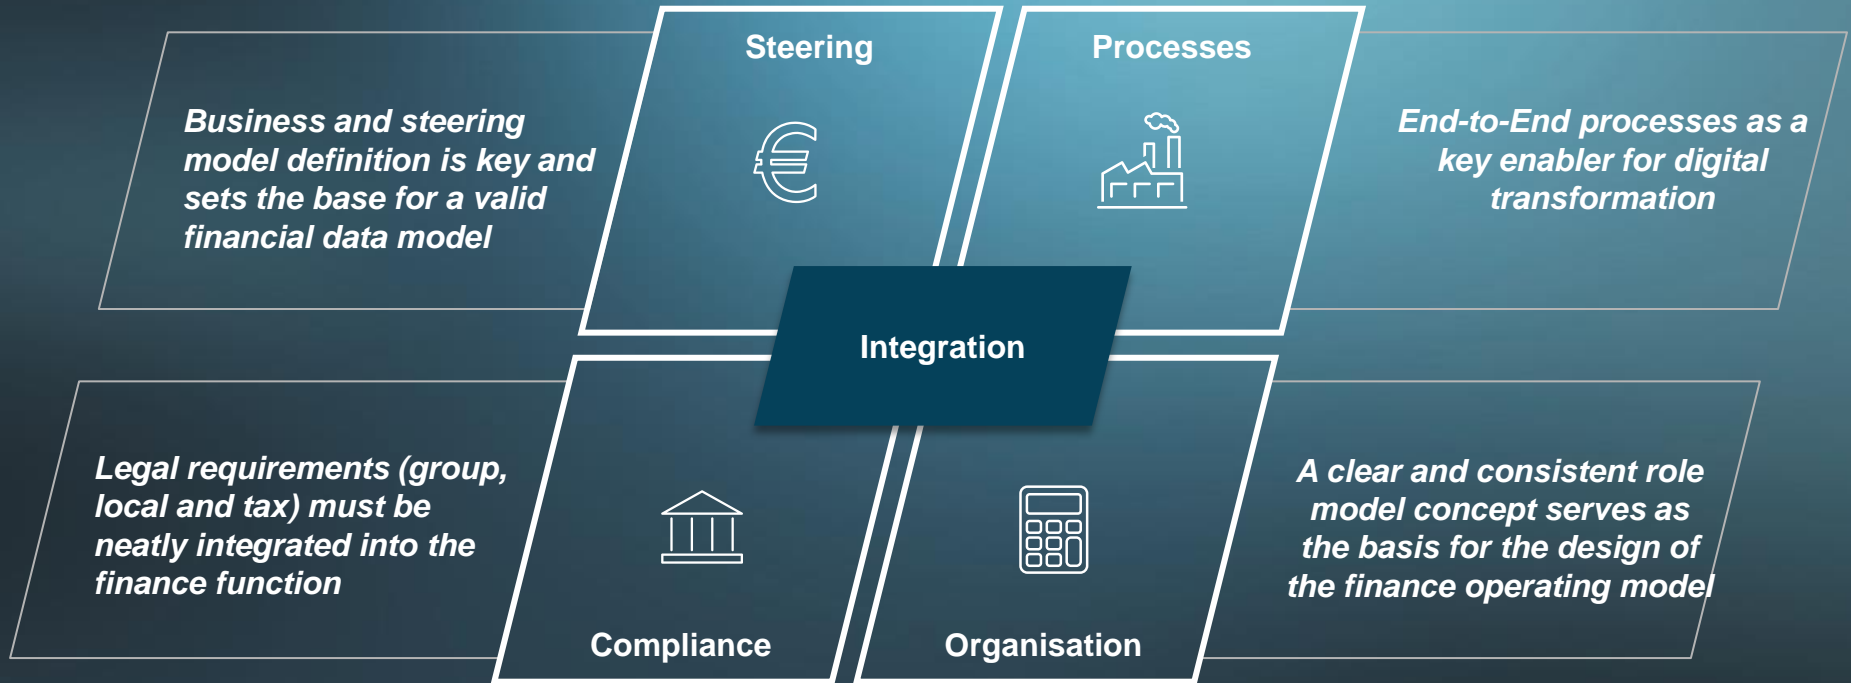 Steering
Processes
Business and steering
model definition is key and
sets the base for a valid
financial data model
End-to-End processes as a
key enabler for digital
transformation
Integration
Legal requirements (group,
local and tax) must be
neatly integrated into the
finance function
A clear and consistent role
model concept serves as
the basis for the design of
the finance operating model
Compliance
Organisation